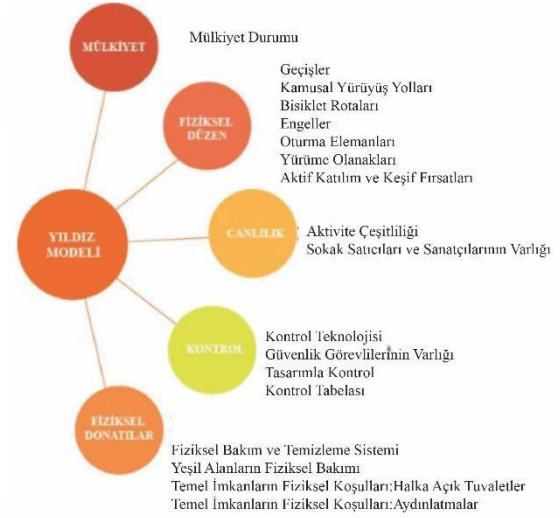 MÜLKİYET
Mülkiyet Durumu
FİZİKSEL
DÜZEN
Geçişler
Kamusal Yürüyüş Yolları
Bisiklet Rotaları
Engeller
Oturma Elemanları
Yürüme Olanakları
Aktif Katılım ve Keşif Fırsatları
YILDIZ
MODELİ
CANLILIK
Aktivite Çeşitliliği
Sokak Satıcıları ve Sanatçılarının Varlığı
KONTROL
Kontrol Teknolojisi
Güvenlik Görevlilerinin Varlığı
Tasarımla Kontrol
Kontrol Tabelası
FİZİKSEL
DONATILAR
Fiziksel Bakım ve Temizleme Sistemi
Yeşil Alanların Fiziksel Bakımı
Temel İmkanların Fiziksel Koşulları:Halka Açık Tuvaletler
Temel İmkanların Fiziksel Koşulları:Aydınlatmalar